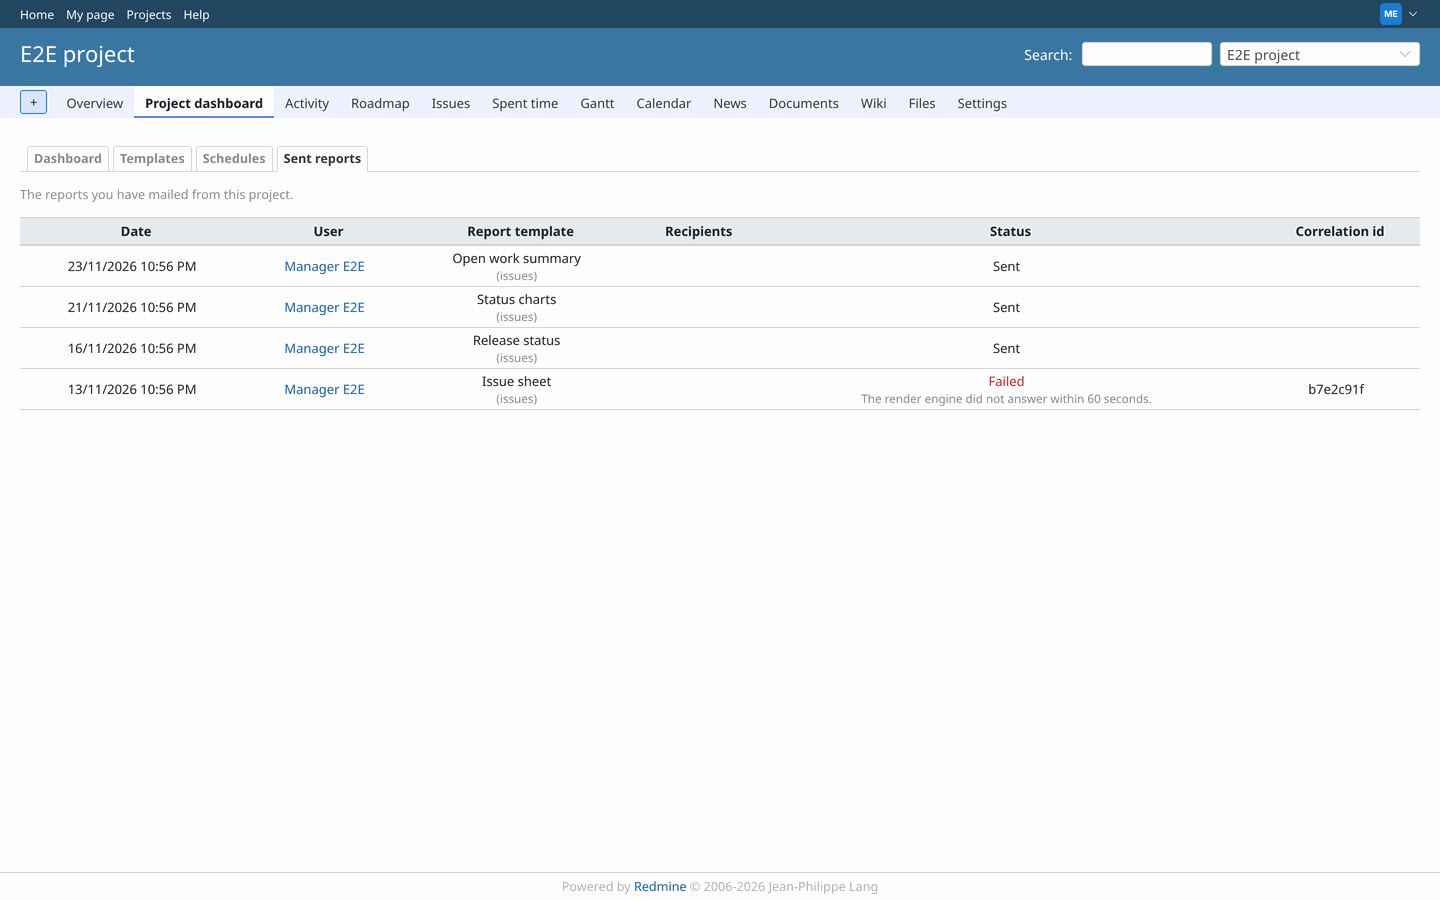 Home My page Projects Help ME
E2E project Search: E2E project
+ Overview Project dashboard Activity Roadmap Issues Spent time Gantt Calendar News Documents Wiki Files Settings
Dashboard Templates Schedules Sent reports
The reports you have mailed from this project.
Date User Report template Recipients Status Correlation id
23/11/2026 10:56 PM Manager E2E Open work summary Sent
(issues)
21/11/2026 10:56 PM Manager E2E Status charts Sent
(issues)
16/11/2026 10:56 PM Manager E2E Release status Sent
(issues)
13/11/2026 10:56 PM Manager E2E Issue sheet Failed b7e2c91f
(issues) The render engine did not answer within 60 seconds.
Powered by Redmine © 2006-2026 Jean-Philippe Lang